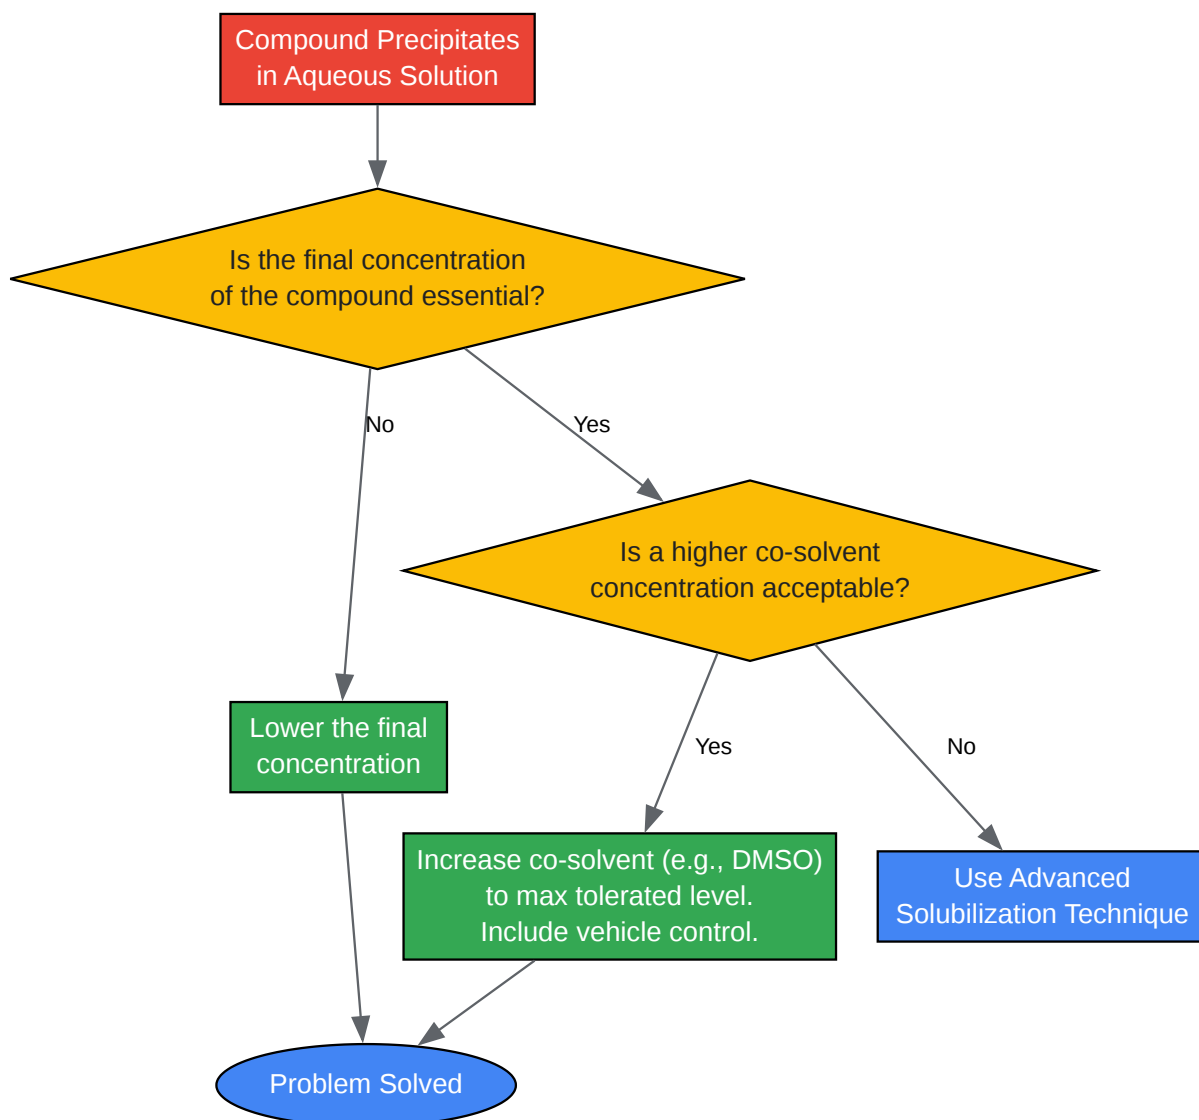 Compound Precipitates
in Aqueous Solution
Is the final concentration
of the compound essential?
No
Yes
Is a higher co-solvent
concentration acceptable?
Lower the final
concentration
Yes
No
Increase co-solvent (e.g., DMSO)
to max tolerated level.
Include vehicle control.
Use Advanced
Solubilization Technique
Problem Solved